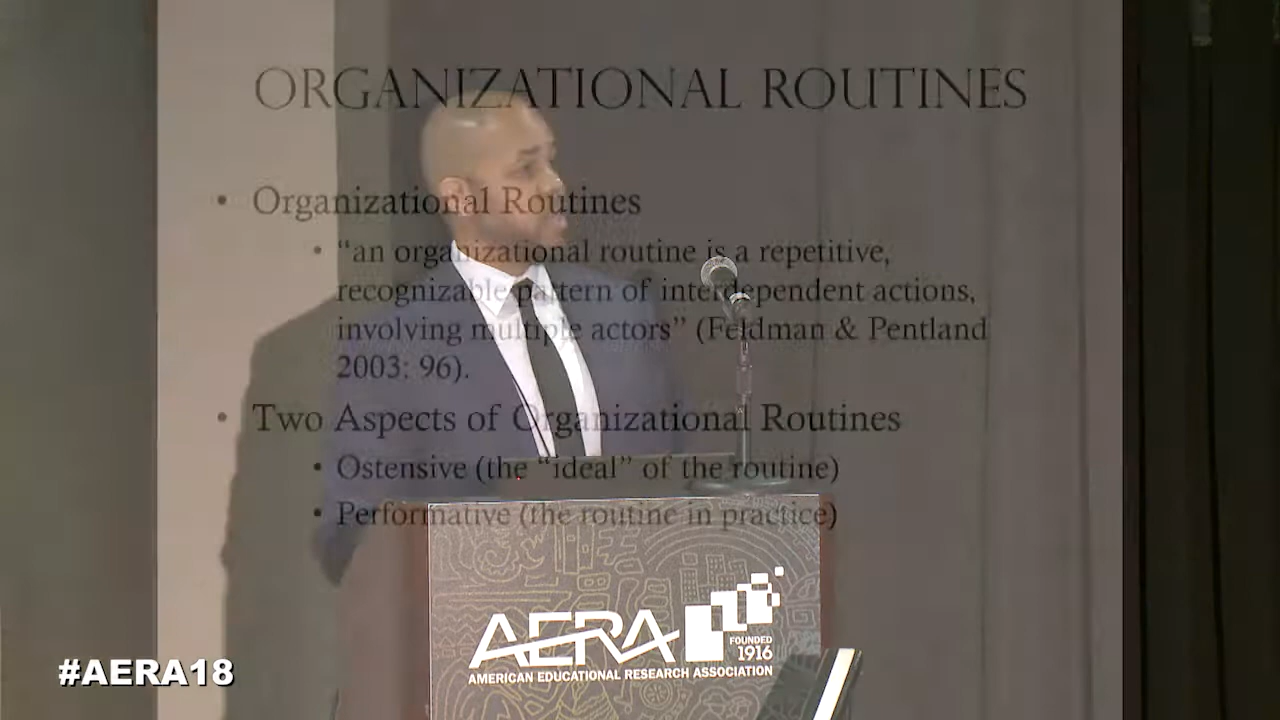 ORGANIZATIONAL ROUTINES
• Organizational Routines
• “an organizational routine is a repetitive,
recognizable pattern of interdependent actions,
involving multiple actors” (Feldman & Pentland
2003: 96).
• Two Aspects of Organizational Routines
• Ostensive (the “ideal” of the routine)
• Performative (the routine in practice)
AERA
FOUNDED
1916
AMERICAN EDUCATIONAL RESEARCH ASSOCIATION
#AERA18